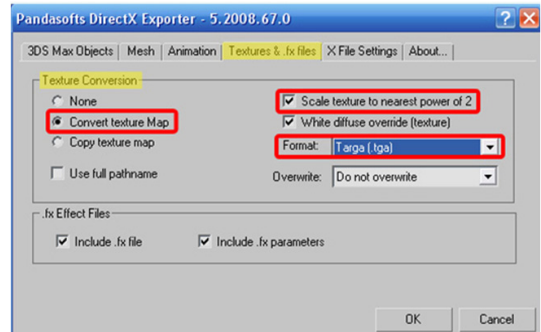 Pandasofts DirectX Exporter - 5.2008.67.0
3DS Max Objects Mesh Animation Textures & .fx files X File Settings About...
Texture Conversion
None
Scale texture to nearest power of 2
Convert texture Map
White diffuse override (texture)
Copy texture map
Format: Targa (.tga)
Use full pathname
Overwrite: Do not overwrite
.fx Effect Files
Include .fx file
Include .fx parameters
OK Cancel